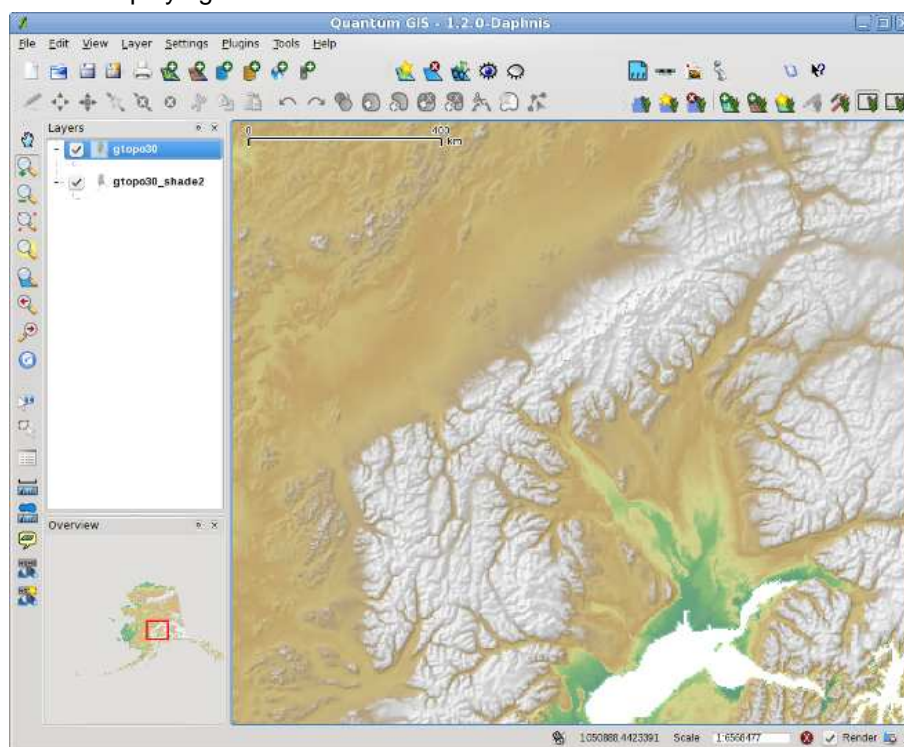 Quantum GIS - 1.2.0-Daphnis
File Edit View Layer Settings Plugins Tools Help
Layers
gtopo30
gtopo30_shade2
0 400
km
Overview
1050888,4423391 Scale 1:6568477 Render